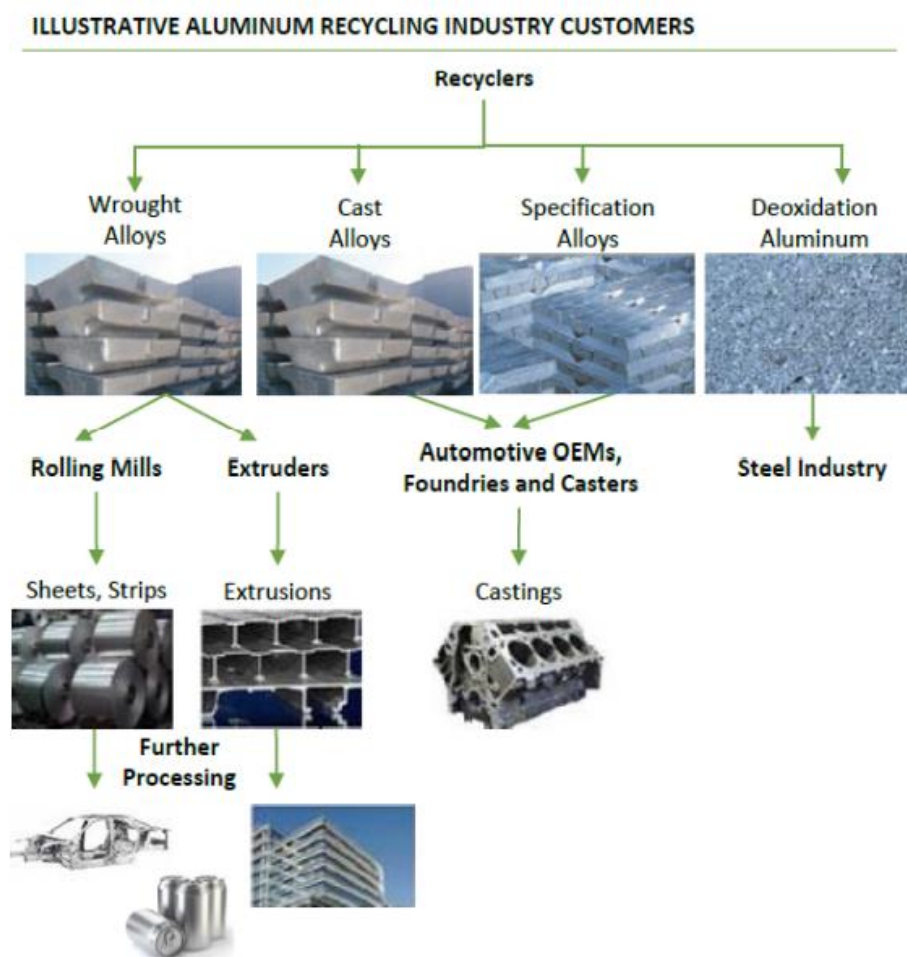 ILLUSTRATIVE ALUMINUM RECYCLING INDUSTRY CUSTOMERS
Recyclers
Wrought
Alloys
Cast
Alloys
Specification
Alloys
Deoxidation
Aluminum
Rolling Mills
Extruders
Automotive OEMs,
Foundries and Casters
Steel Industry
Sheets, Strips
Extrusions
Castings
Further
Processing